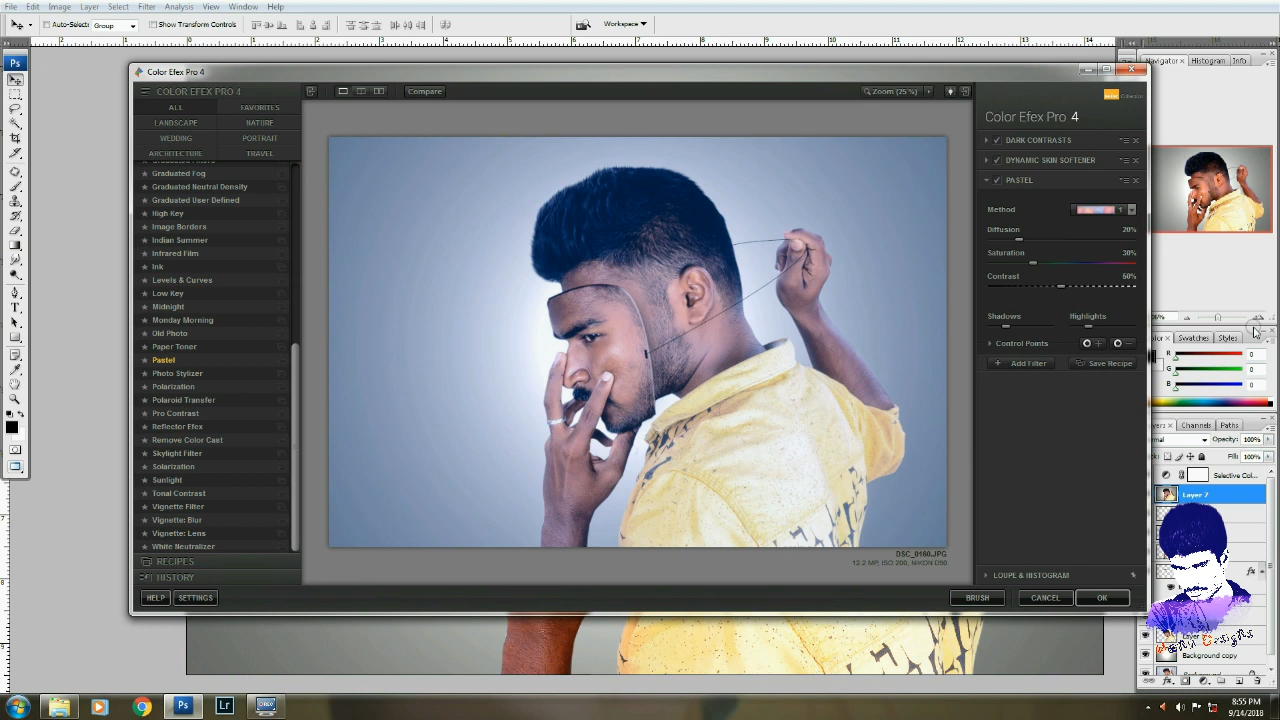 File Edit Image Layer Select Filter Analysis View Window Help
Auto-Select: Group Show Transform Controls Workspace
Color Efex Pro 4
Navigator Histogram Info
COLOR EFEX PRO 4
ALL FAVORITES
LANDSCAPE NATURE
WEDDING PORTRAIT
ARCHITECTURE TRAVEL
Compare
Zoom (25 %)
Graduated Fog
Graduated Neutral Density
Graduated User Defined
High Key
Image Borders
Indian Summer
Infrared Film
Ink
Levels & Curves
Low Key
Midnight
Monday Morning
Old Photo
Paper Toner
Pastel
Photo Stylizer
Polarization
Polaroid Transfer
Pro Contrast
Reflector Efex
Remove Color Cast
Skylight Filter
Solarization
Sunlight
Tonal Contrast
Vignette Filter
Vignette: Blur
Vignette: Lens
White Neutralizer
RECIPES
HISTORY
HELP SETTINGS
DSC_0160.JPG
12.2 MP, ISO 200, NIKON D90
Color Efex Pro 4
DARK CONTRASTS
DYNAMIC SKIN SOFTENER
PASTEL
Method 1
Diffusion 20%
Saturation 30%
Contrast 50%
Shadows Highlights
Control Points
Add Filter Save Recipe
LOUPE & HISTOGRAM
BRUSH CANCEL OK
Swatches Styles
R 0
G 0
B 0
Channels Paths
Opacity: 100%
Fill: 100%
Selective Col...
Layer 7
fx
Background copy
Ps
Lr
8:55 PM
9/14/2018